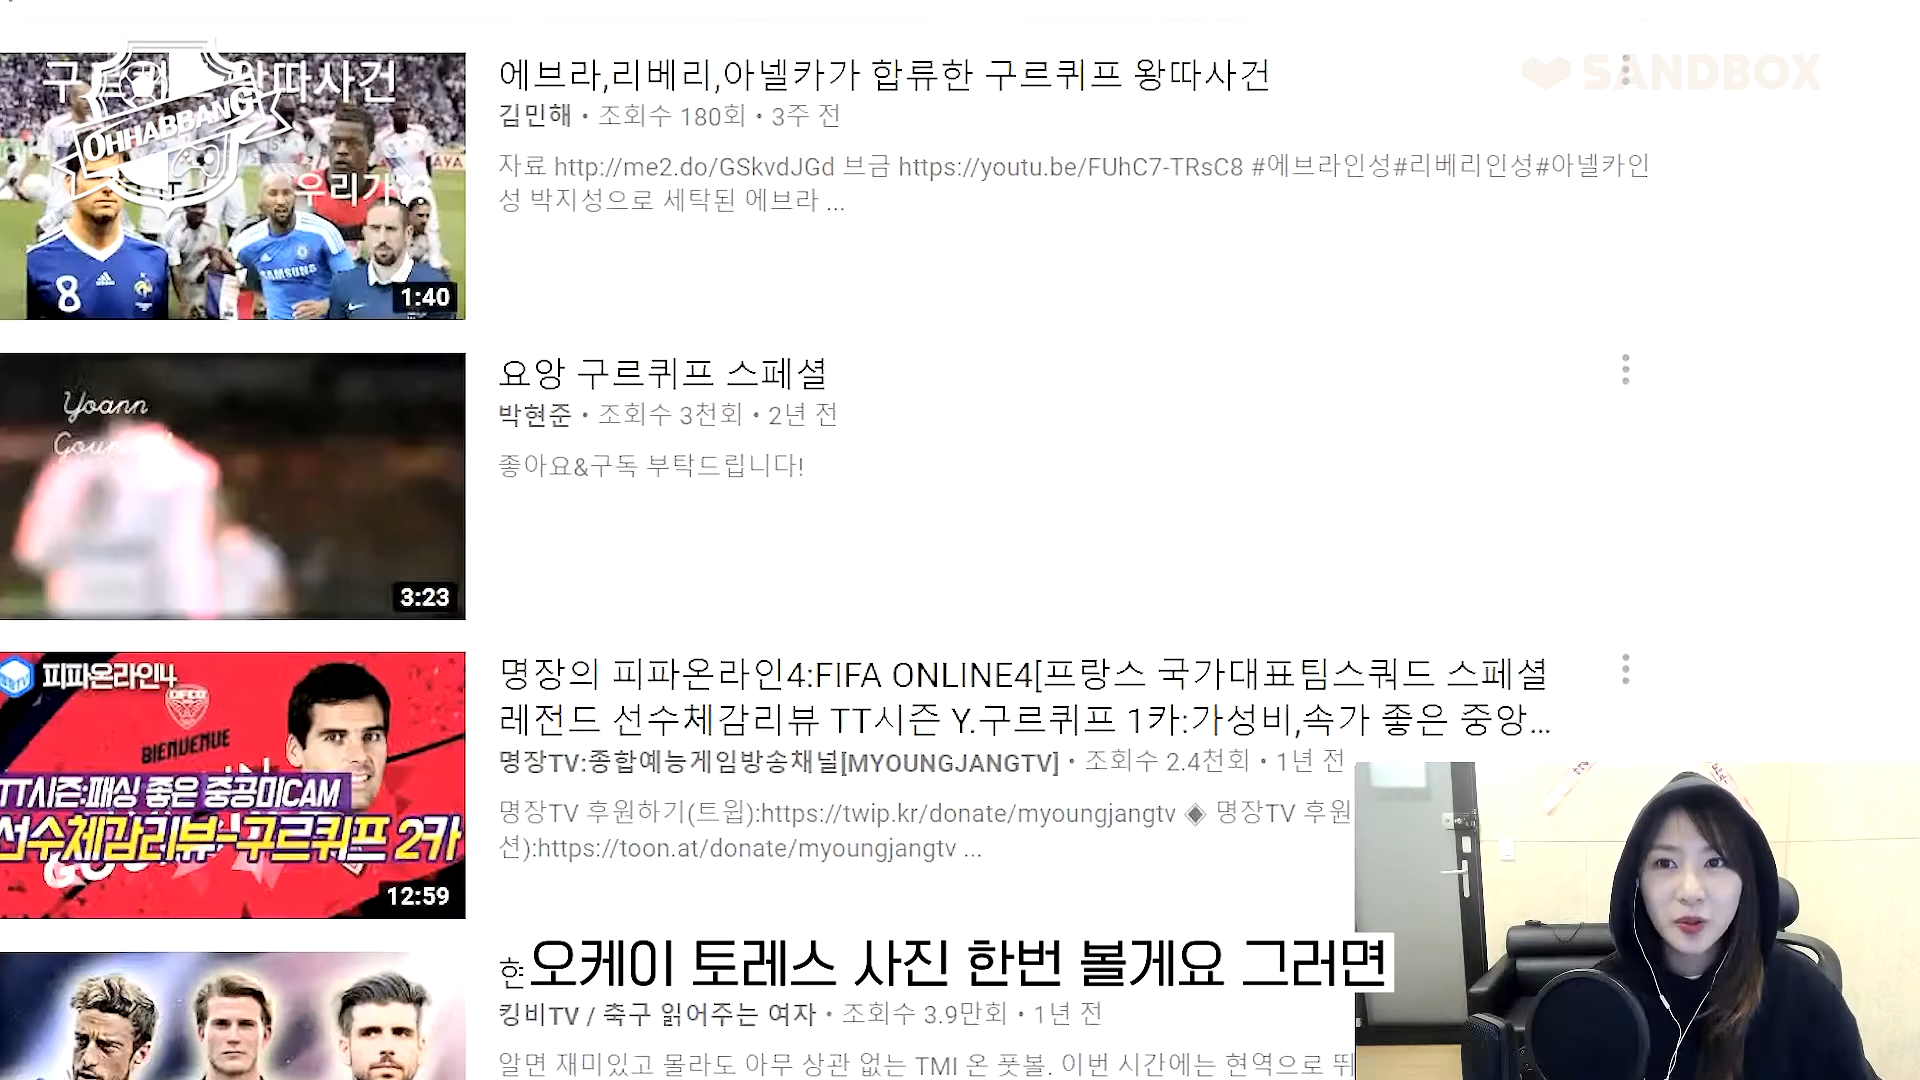 에브라,리베리,아넬카가 합류한 구르퀴프 왕따사건
SANDBOX
김민해 • 조회수 180회 • 3주 전
자료 http://me2.do/GSkvdJGd 브금 https://youtu.be/FUhC7-TRsC8 #에브라인성#리베리인성#아넬카인
성 박지성으로 세탁된 에브라 ...
왕따사건
OHHABBANG
우리가
SAMSUNG
8
1:40
요앙 구르퀴프 스페셜
박현준 • 조회수 3천회 • 2년 전
좋아요&구독 부탁드립니다!
Yoann
3:23
명장의 피파온라인4:FIFA ONLINE4[프랑스 국가대표팀스쿼드 스페셜
레전드 선수체감리뷰 TT시즌 Y.구르퀴프 1카:가성비,속가 좋은 중앙...
명장TV:종합예능게임방송채널[MYOUNGJANGTV] • 조회수 2.4천회 • 1년 전
명장TV 후원하기(트윕):https://twip.kr/donate/myoungjangtv ◈ 명장TV 후원
션):https://toon.at/donate/myoungjangtv ...
피파온라인4
DFCO
BIENVENUE
TT시즌:패싱 좋은 중공미CAM
선수체감리뷰-구르퀴프 2카
12:59
오케이 토레스 사진 한번 볼게요 그러면
킹비TV / 축구 읽어주는 여자 • 조회수 3.9만회 • 1년 전
알면 재미있고 몰라도 아무 상관 없는 TMI 온 풋볼. 이번 시간에는 현역으로 뛰